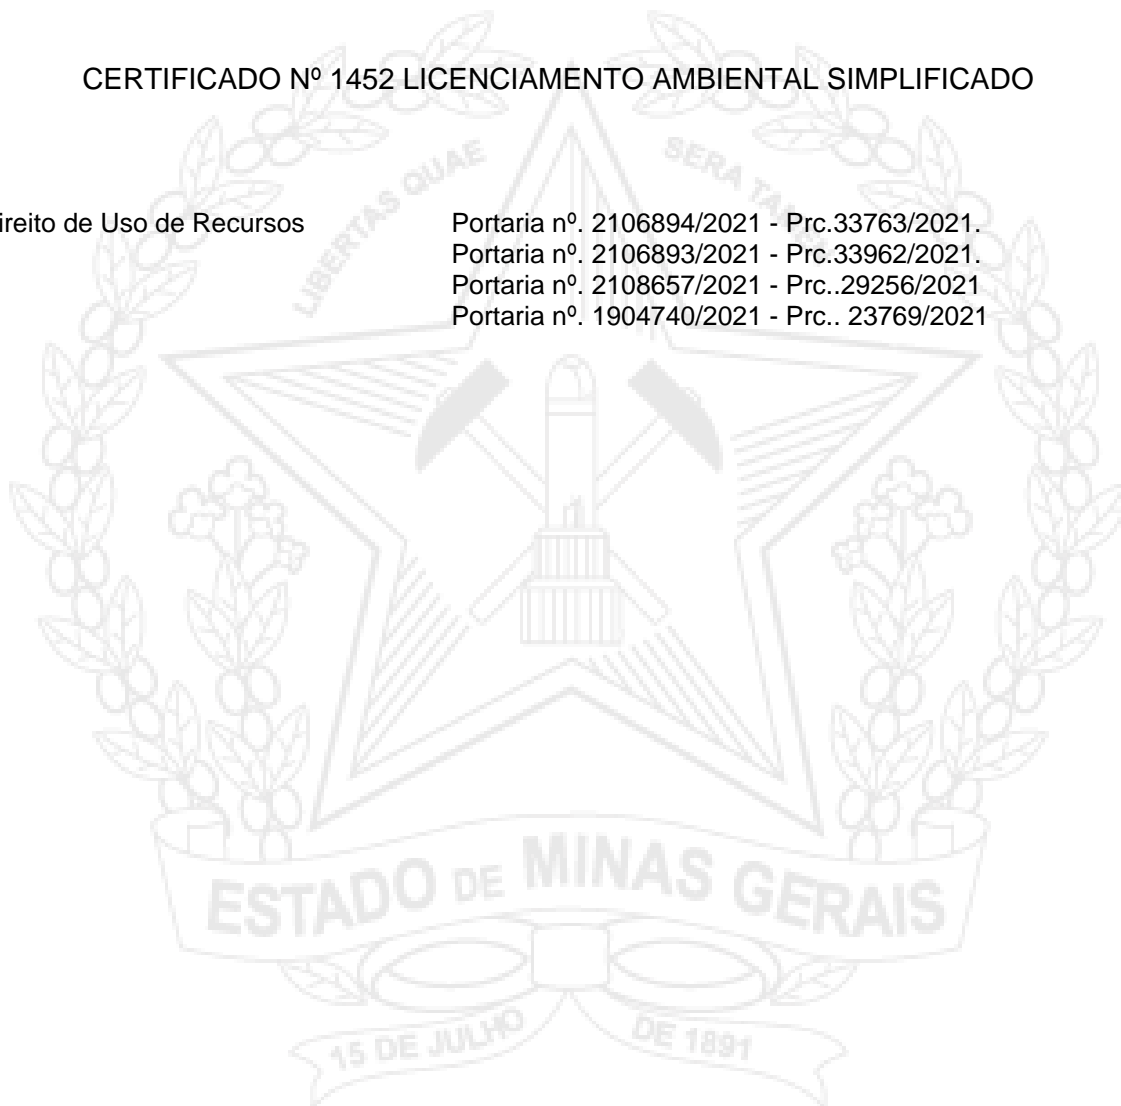 CERTIFICADO Nº 1452 LICENCIAMENTO AMBIENTAL SIMPLIFICADO
LIBERTAS QUAE SERA TAMEN
ireito de Uso de Recursos Portaria nº. 2106894/2021 - Prc.33763/2021.
Portaria nº. 2106893/2021 - Prc.33962/2021.
Portaria nº. 2108657/2021 - Prc..29256/2021
Portaria nº. 1904740/2021 - Prc.. 23769/2021
ESTADO DE MINAS GERAIS
15 DE JULHO DE 1891